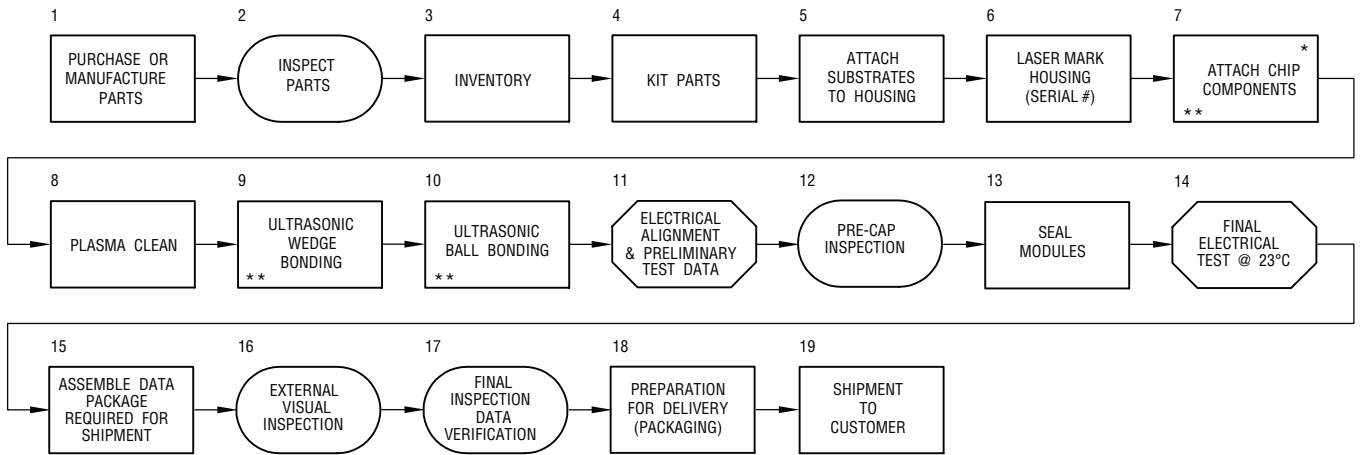 1
PURCHASE OR
MANUFACTURE
PARTS
2
INSPECT
PARTS
3
INVENTORY
4
KIT PARTS
5
ATTACH
SUBSTRATES
TO HOUSING
6
LASER MARK
HOUSING
(SERIAL #)
7
*
ATTACH CHIP
COMPONENTS
**
8
PLASMA CLEAN
9
ULTRASONIC
WEDGE
BONDING
**
10
ULTRASONIC
BALL BONDING
**
11
ELECTRICAL
ALIGNMENT
& PRELIMINARY
TEST DATA
12
PRE-CAP
INSPECTION
13
SEAL
MODULES
14
FINAL
ELECTRICAL
TEST @ 23°C
15
ASSEMBLE DATA
PACKAGE
REQUIRED FOR
SHIPMENT
16
EXTERNAL
VISUAL
INSPECTION
17
FINAL
INSPECTION
DATA
VERIFICATION
18
PREPARATION
FOR DELIVERY
(PACKAGING)
19
SHIPMENT
TO
CUSTOMER